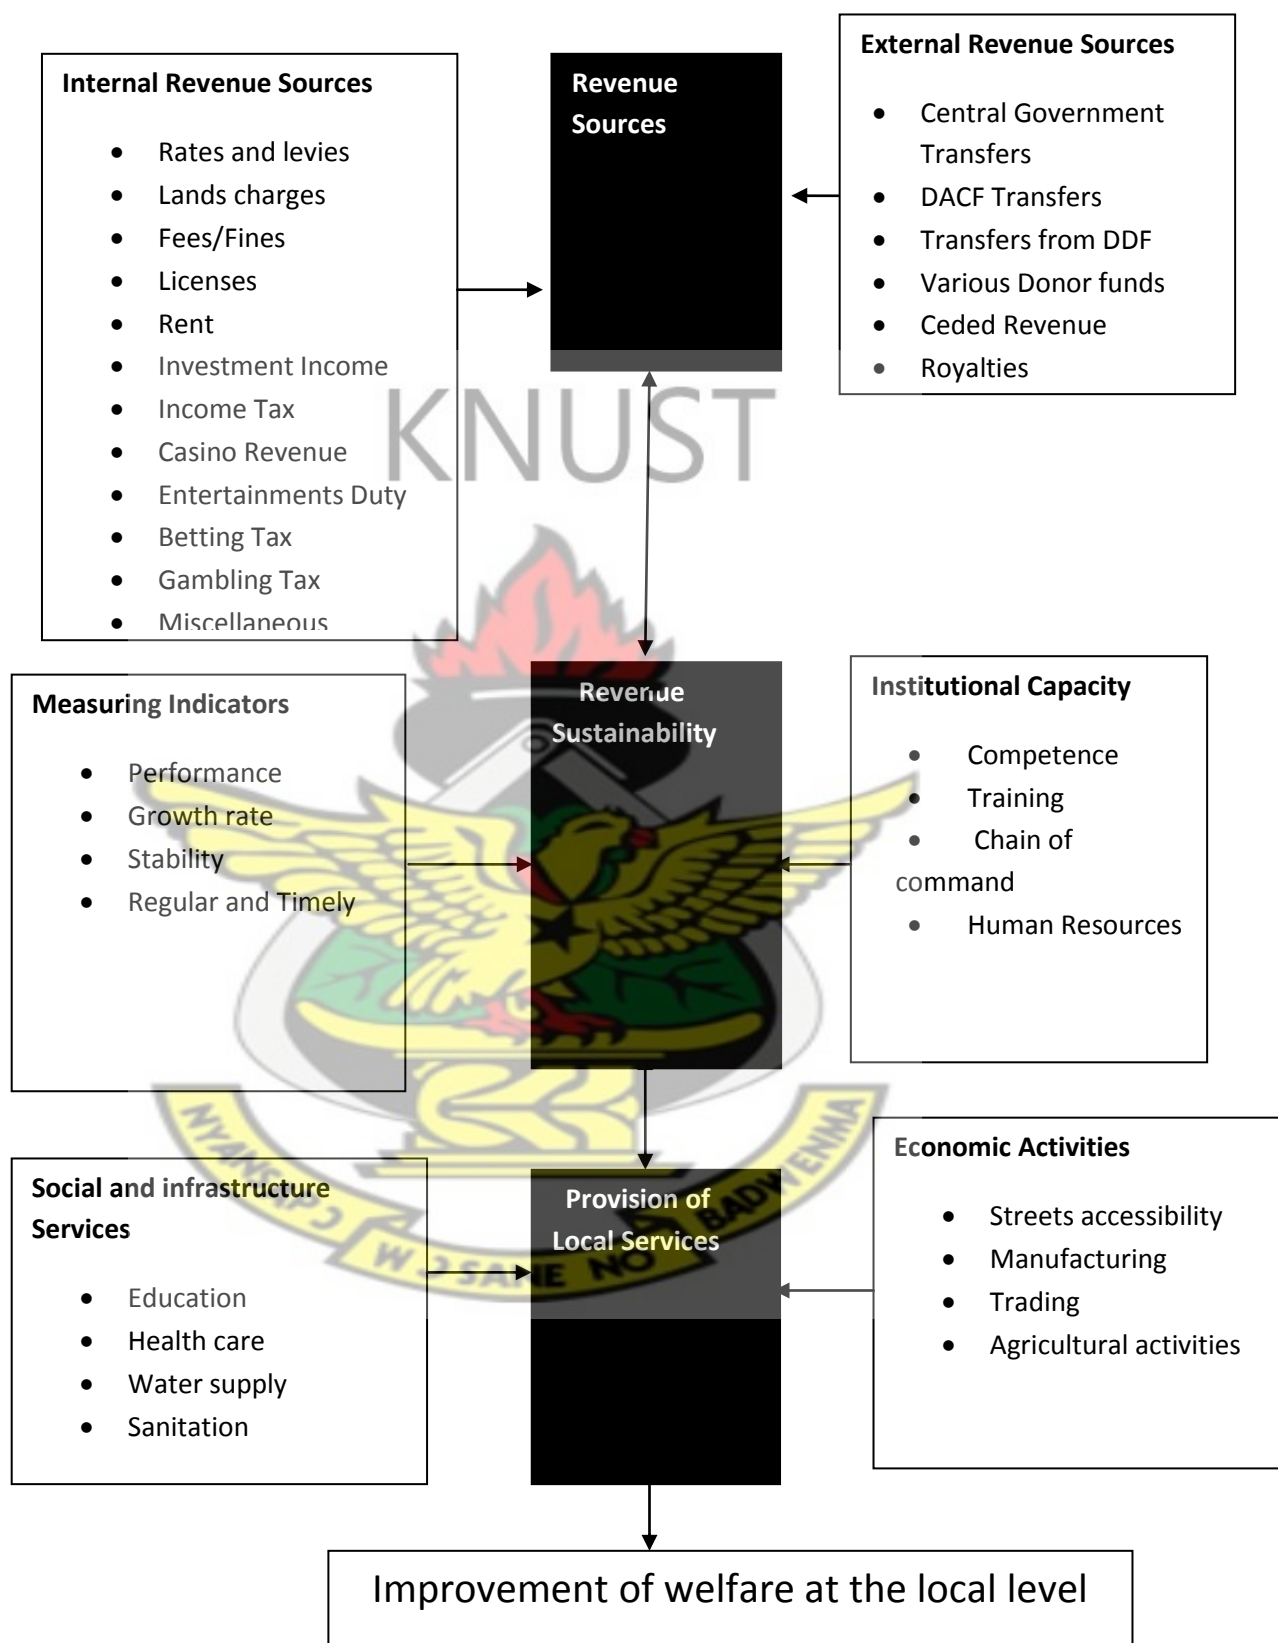 Internal Revenue Sources
• Rates and levies
• Lands charges
• Fees/Fines
• Licenses
• Rent
• Investment Income
• Income Tax
• Casino Revenue
• Entertainments Duty
• Betting Tax
• Gambling Tax
• Miscellaneous
Revenue
Sources
External Revenue Sources
• Central Government
Transfers
• DACF Transfers
• Transfers from DDF
• Various Donor funds
• Ceded Revenue
• Royalties
KNUST
Measuring Indicators
• Performance
• Growth rate
• Stability
• Regular and Timely
Revenue
Sustainability
Institutional Capacity
• Competence
• Training
• Chain of
command
• Human Resources
Social and infrastructure
Services
• Education
• Health care
• Water supply
• Sanitation
Provision of
Local Services
Economic Activities
• Streets accessibility
• Manufacturing
• Trading
• Agricultural activities
NYANSAPƆ
W Ɔ SANE NO
BADWENMA
Improvement of welfare at the local level